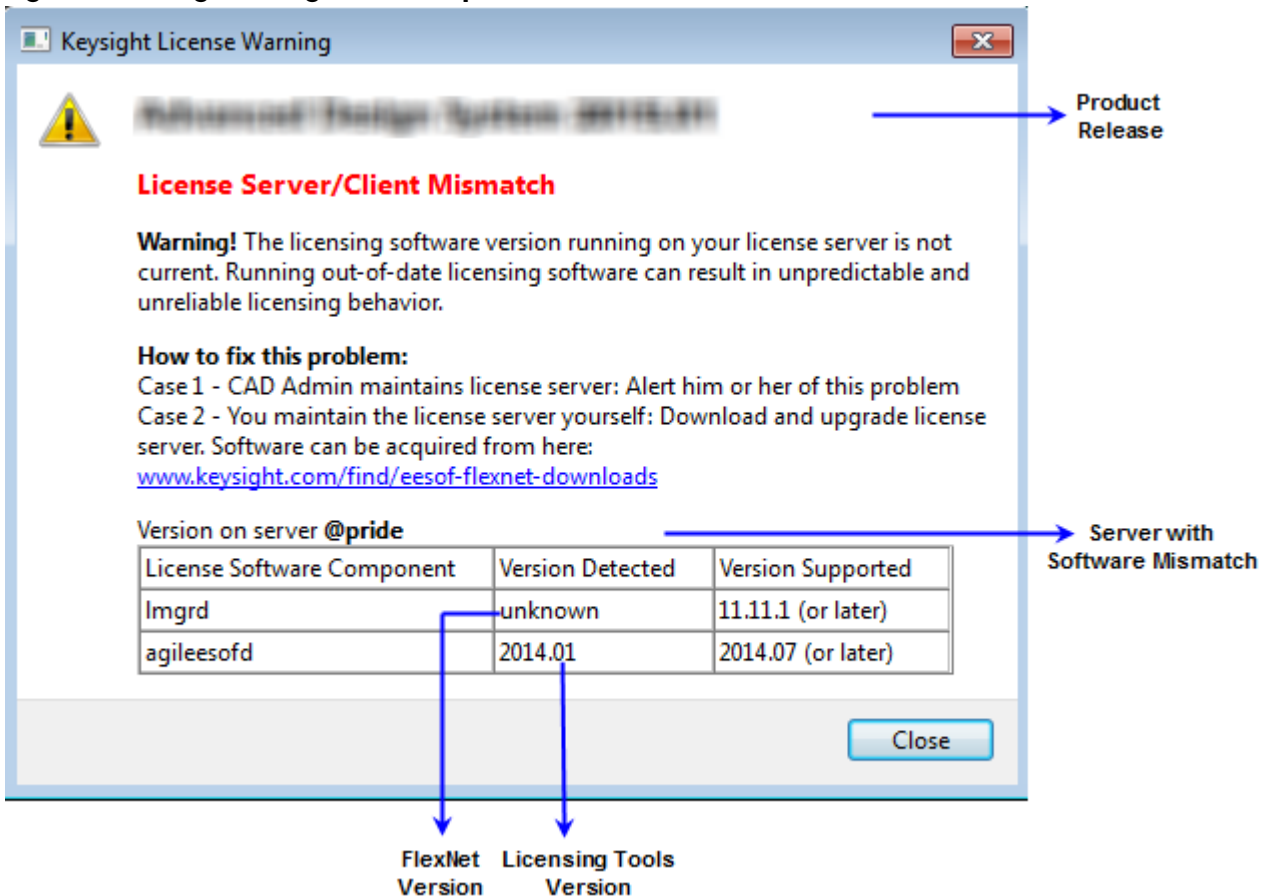 Keysight License Warning
Product
Release
License Server/Client Mismatch
Warning! The licensing software version running on your license server is not
current. Running out-of-date licensing software can result in unpredictable and
unreliable licensing behavior.
How to fix this problem:
Case 1 - CAD Admin maintains license server: Alert him or her of this problem
Case 2 - You maintain the license server yourself: Download and upgrade license
server. Software can be acquired from here:
www.keysight.com/find/eesof-flexnet-downloads
Version on server @pride
Server with
Software Mismatch
License Software Component Version Detected Version Supported
lmgrd unknown 11.11.1 (or later)
agileesofd 2014.01 2014.07 (or later)
Close
FlexNet
Version
Licensing Tools
Version